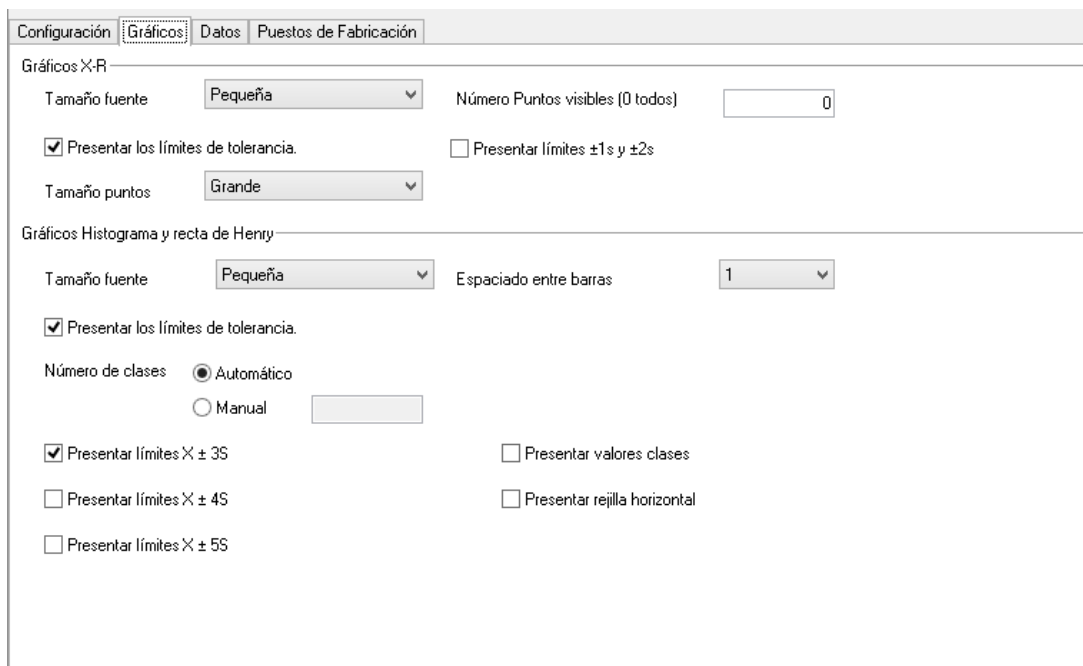 Configuración Gráficos Datos Puestos de Fabricación
Gráficos X-R
Tamaño fuente Pequeña Número Puntos visibles (0 todos) 0
Presentar los límites de tolerancia. Presentar límites ±1s y ±2s
Tamaño puntos Grande
Gráficos Histograma y recta de Henry
Tamaño fuente Pequeña Espaciado entre barras 1
Presentar los límites de tolerancia.
Número de clases Automático
Manual
Presentar límites X ± 3S Presentar valores clases
Presentar límites X ± 4S Presentar rejilla horizontal
Presentar límites X ± 5S